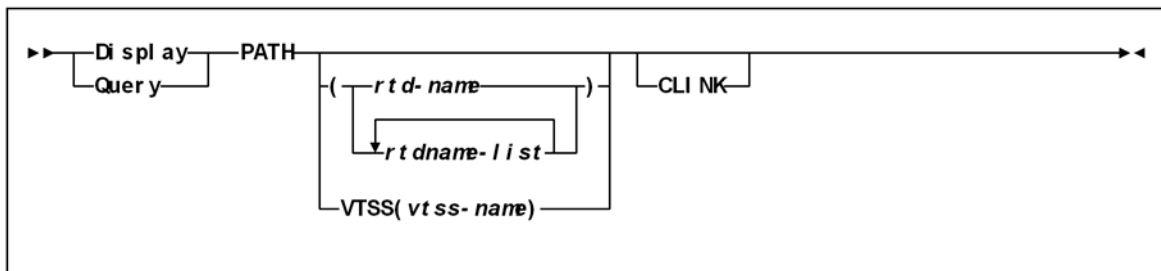 Display PATH
Query
( rtd-name ) CLINK
rtdname-list
VTSS(vtss-name)